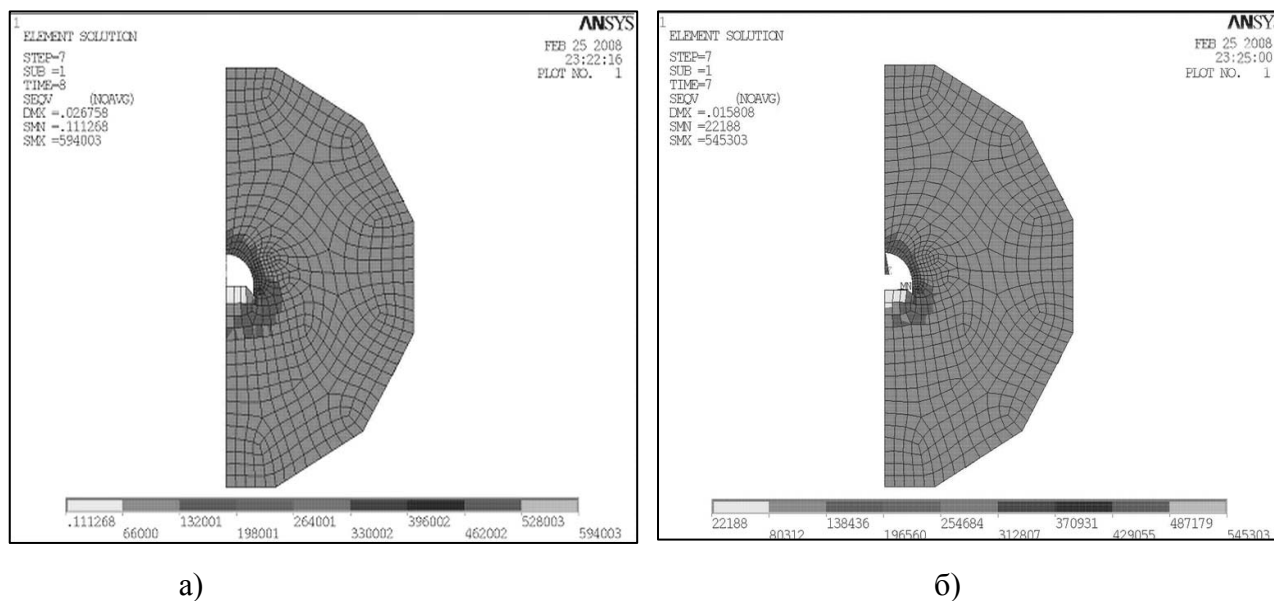 1
ANSYS
ELEMENT SOLUTION
FEB 25 2008
23:22:16
PLOT NO. 1
STEP=7
SUB =1
TIME=8
SEQV (NOAVG)
DMX =.026758
SMN =.111268
SMX =594003
.111268 132001 264001 396002 528003
66000 198001 330002 462002 594003
а)
1
ANSYS
ELEMENT SOLUTION
FEB 25 2008
23:25:00
PLOT NO. 1
STEP=7
SUB =1
TIME=7
SEQV (NOAVG)
DMX =.015808
SMN =22188
SMX =545303
MN
22188 138436 254684 370931 487179
80312 196560 312807 429055 545303
б)